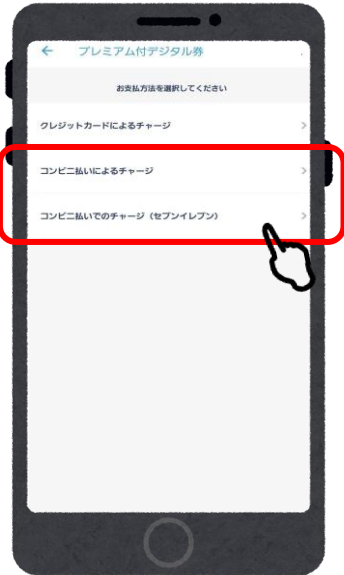 プレミアム付デジタル券
お支払方法を選択してください
クレジットカードによるチャージ
コンビニ払いによるチャージ
コンビニ払いでのチャージ（セブンイレブン）